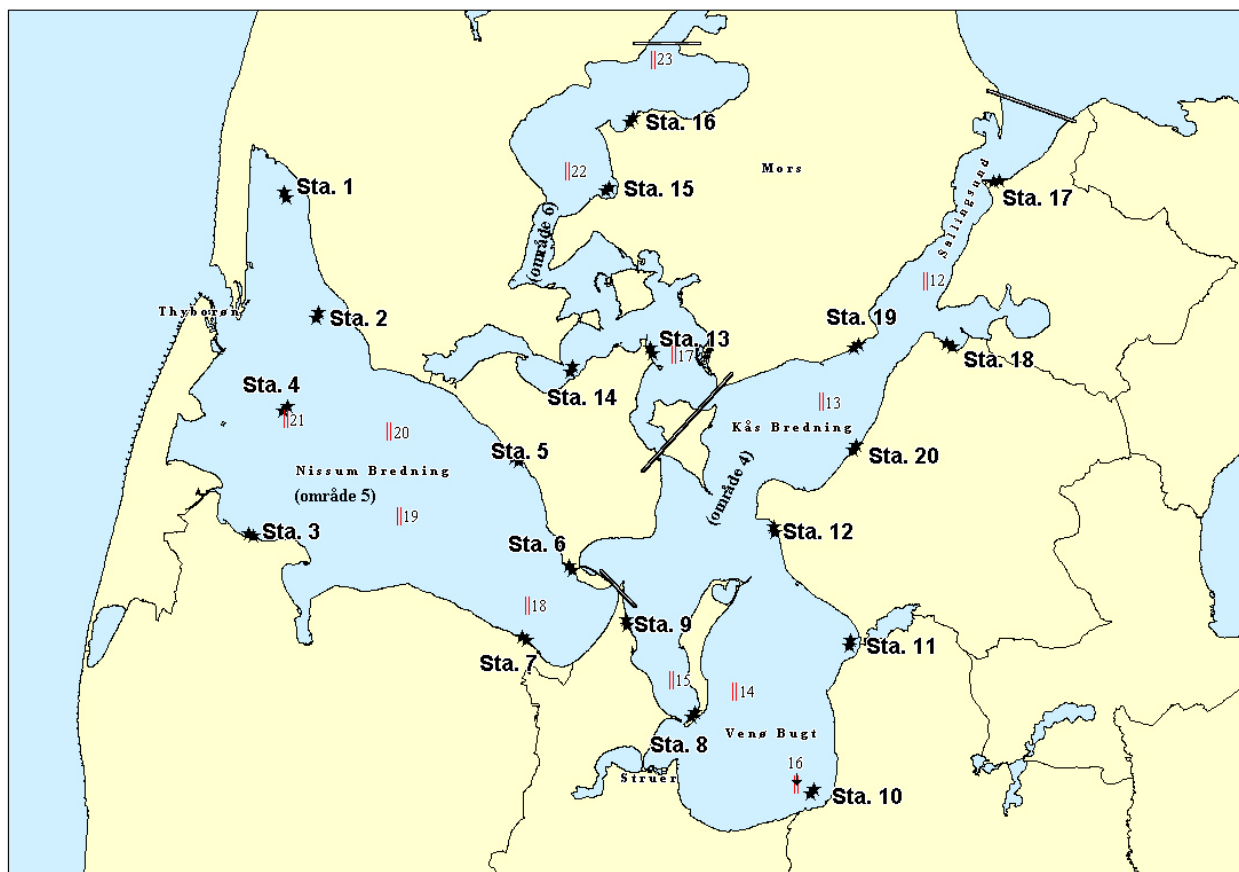 23
Sta. 16
Mors
22
Sta. 15
Sta. 1
Sta. 17
Sallingsund
(område 6)
12
Thyborøn
Sta. 2
Sta. 19
Sta. 13
17
Sta. 18
Sta. 14
Sta. 4
21
20
13
Kås Bredning
Sta. 5
Sta. 20
Nissum Bredning
(område 5)
(område 4)
19
Sta. 3
Sta. 12
Sta. 6
18
Sta. 9
Sta. 7
Sta. 11
15
14
Sta. 8
Venø Bugt
16
Struer
Sta. 10